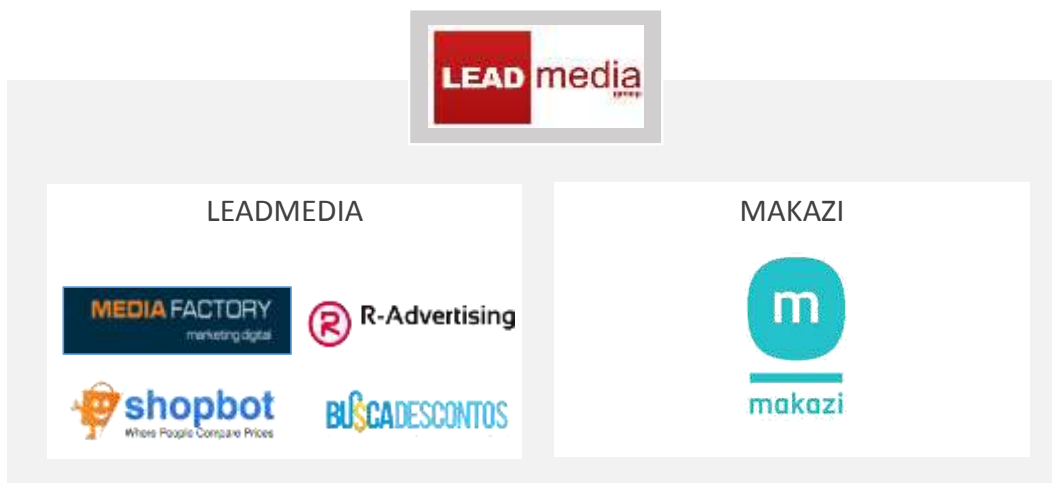 LEAD media
group
LEADMEDIA
MAKAZI
MEDIA FACTORY
marketing digital
R
R-Advertising
shopbot
Where People Compare Prices
BUSCADESCONTOS
m
makazi